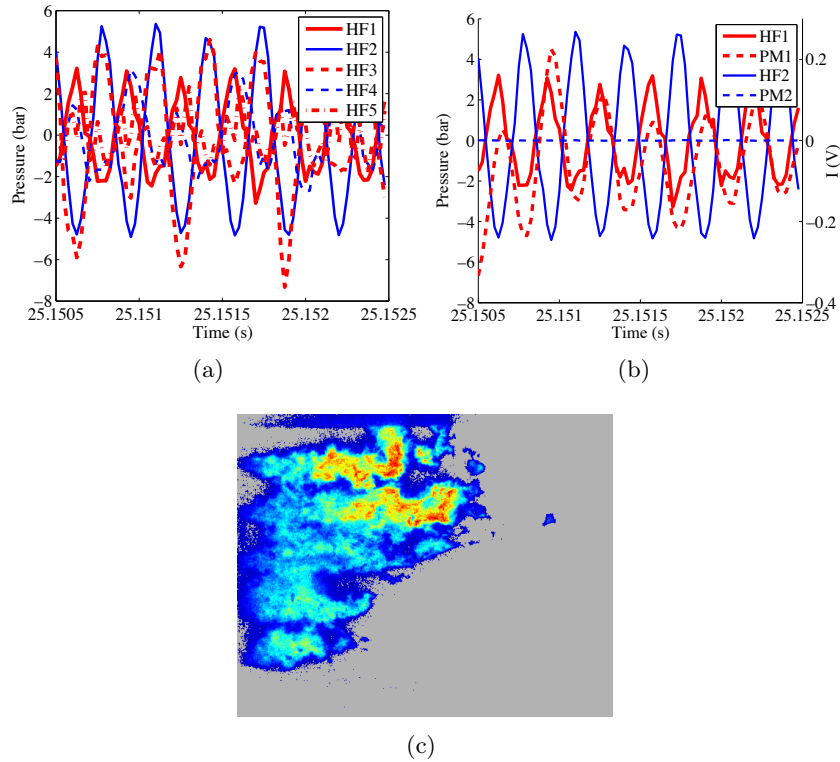 6
4
2
0
−2
−4
6
−8
Pressure (bar)
25.1505 25.151 25.1515 25.152 25.1525
Time (s)
HF1
HF2
HF3
HF4
HF5
(a)
6
4
2
0
−2
−4
−6
−8
Pressure (bar)
25.1505 25.151 25.1515 25.152 25.1525
Time (s)
HF1
PM1
HF2
PM2
0.2
0
−0.2
−0.4
I (V)
(b)
(c)